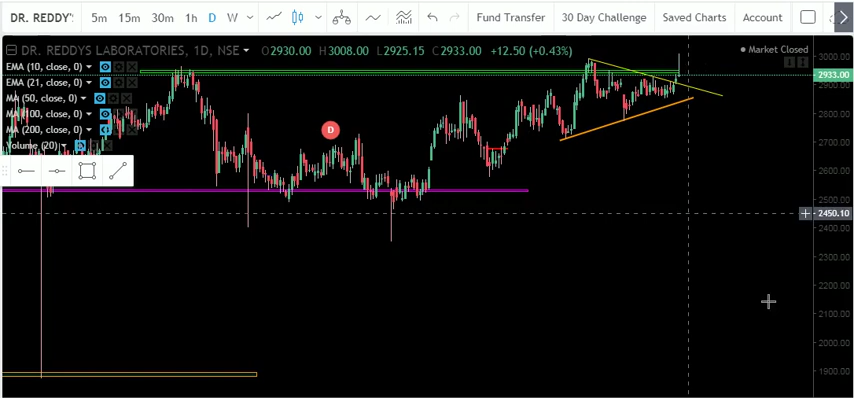 DR. REDDY': 5m 15m 30m 1h D W Fund Transfer 30 Day Challenge Saved Charts Account
DR. REDDYS LABORATORIES, 1D, NSE O2930.00 H3008.00 L2925.15 C2933.00 +12.50 (+0.43%)
Market Closed
EMA (10, close, 0)
EMA (21, close, 0)
MA (50, close, 0)
MA (100, close, 0)
MA (200, close, 0)
Volume (20)
D
3000.00
2933.00
2900.00
2800.00
2700.00
2600.00
2500.00
2450.10
2400.00
2300.00
2200.00
2100.00
2000.00
1900.00